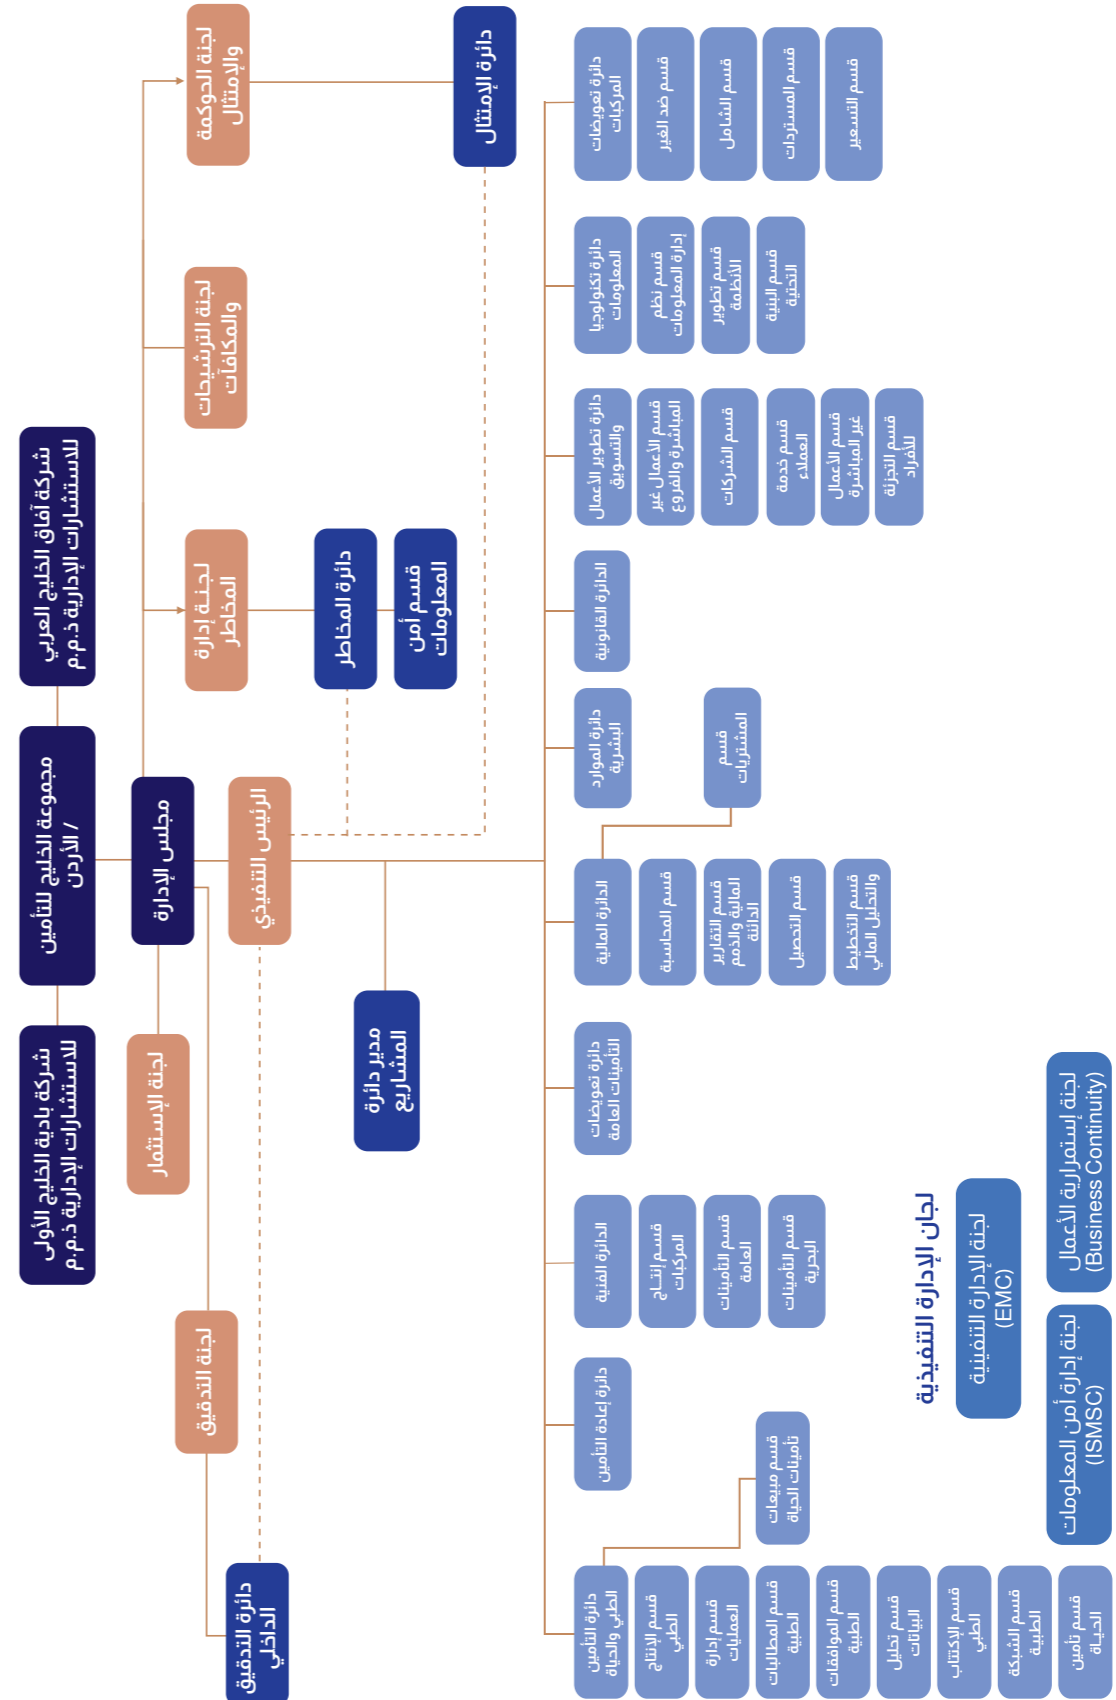 شركة آفاق الخليج العربي
للاستشارات الإدارية ذ.م.م
مجموعة الخليج للتأمين
/ الأردن
شركة بادية الخليج الأولى
للاستشارات الإدارية ذ.م.م
مجلس الإدارة
لجنة الحوكمة
والإمتثال
لجنة الترشيحات
والمكافآت
لجنة إدارة
المخاطر
لجنة الإستثمار
لجنة التدقيق
الرئيس التنفيذي
دائرة الإمتثال
دائرة المخاطر
قسم أمن
المعلومات
مدير دائرة
المشاريع
دائرة التدقيق
الداخلي
دائرة تعويضات
المركبات
قسم ضد الغير
قسم الشامل
قسم المستردات
قسم التسعير
دائرة تكنولوجيا
المعلومات
قسم نظم
إدارة المعلومات
قسم تطوير
الأنظمة
قسم البنية
التحتية
دائرة تطوير الأعمال
والتسويق
قسم الأعمال غير
المباشرة والفروع
قسم الشركات
قسم خدمة
العملاء
قسم الأعمال
غير المباشرة
قسم التجزئة
للأفراد
الدائرة القانونية
دائرة الموارد
البشرية
قسم
المشتريات
الدائرة المالية
قسم المحاسبة
قسم التقارير
المالية والذمم
الدائنة
قسم التحصيل
قسم التخطيط
والتحليل المالي
دائرة تعويضات
التأمينات العامة
الدائرة الفنية
قسم إنتاج
المركبات
قسم التأمينات
العامة
قسم التأمينات
البحرية
دائرة إعادة التأمين
قسم مبيعات
تأمينات الحياة
دائرة التأمين
الطبي والحياة
قسم الإنتاج
الطبي
قسم إدارة
العمليات
قسم المطالبات
الطبية
قسم الموافقات
الطبية
قسم تحليل
البيانات
قسم الإكتتاب
الطبي
قسم الشبكة
الطبية
قسم تأمين
الحياة
لجان الإدارة التنفيذية
لجنة الإدارة التنفيذية
(EMC)
لجنة إستمرارية الأعمال
(Business Continuity)
لجنة إدارة أمن المعلومات
(ISMSC)